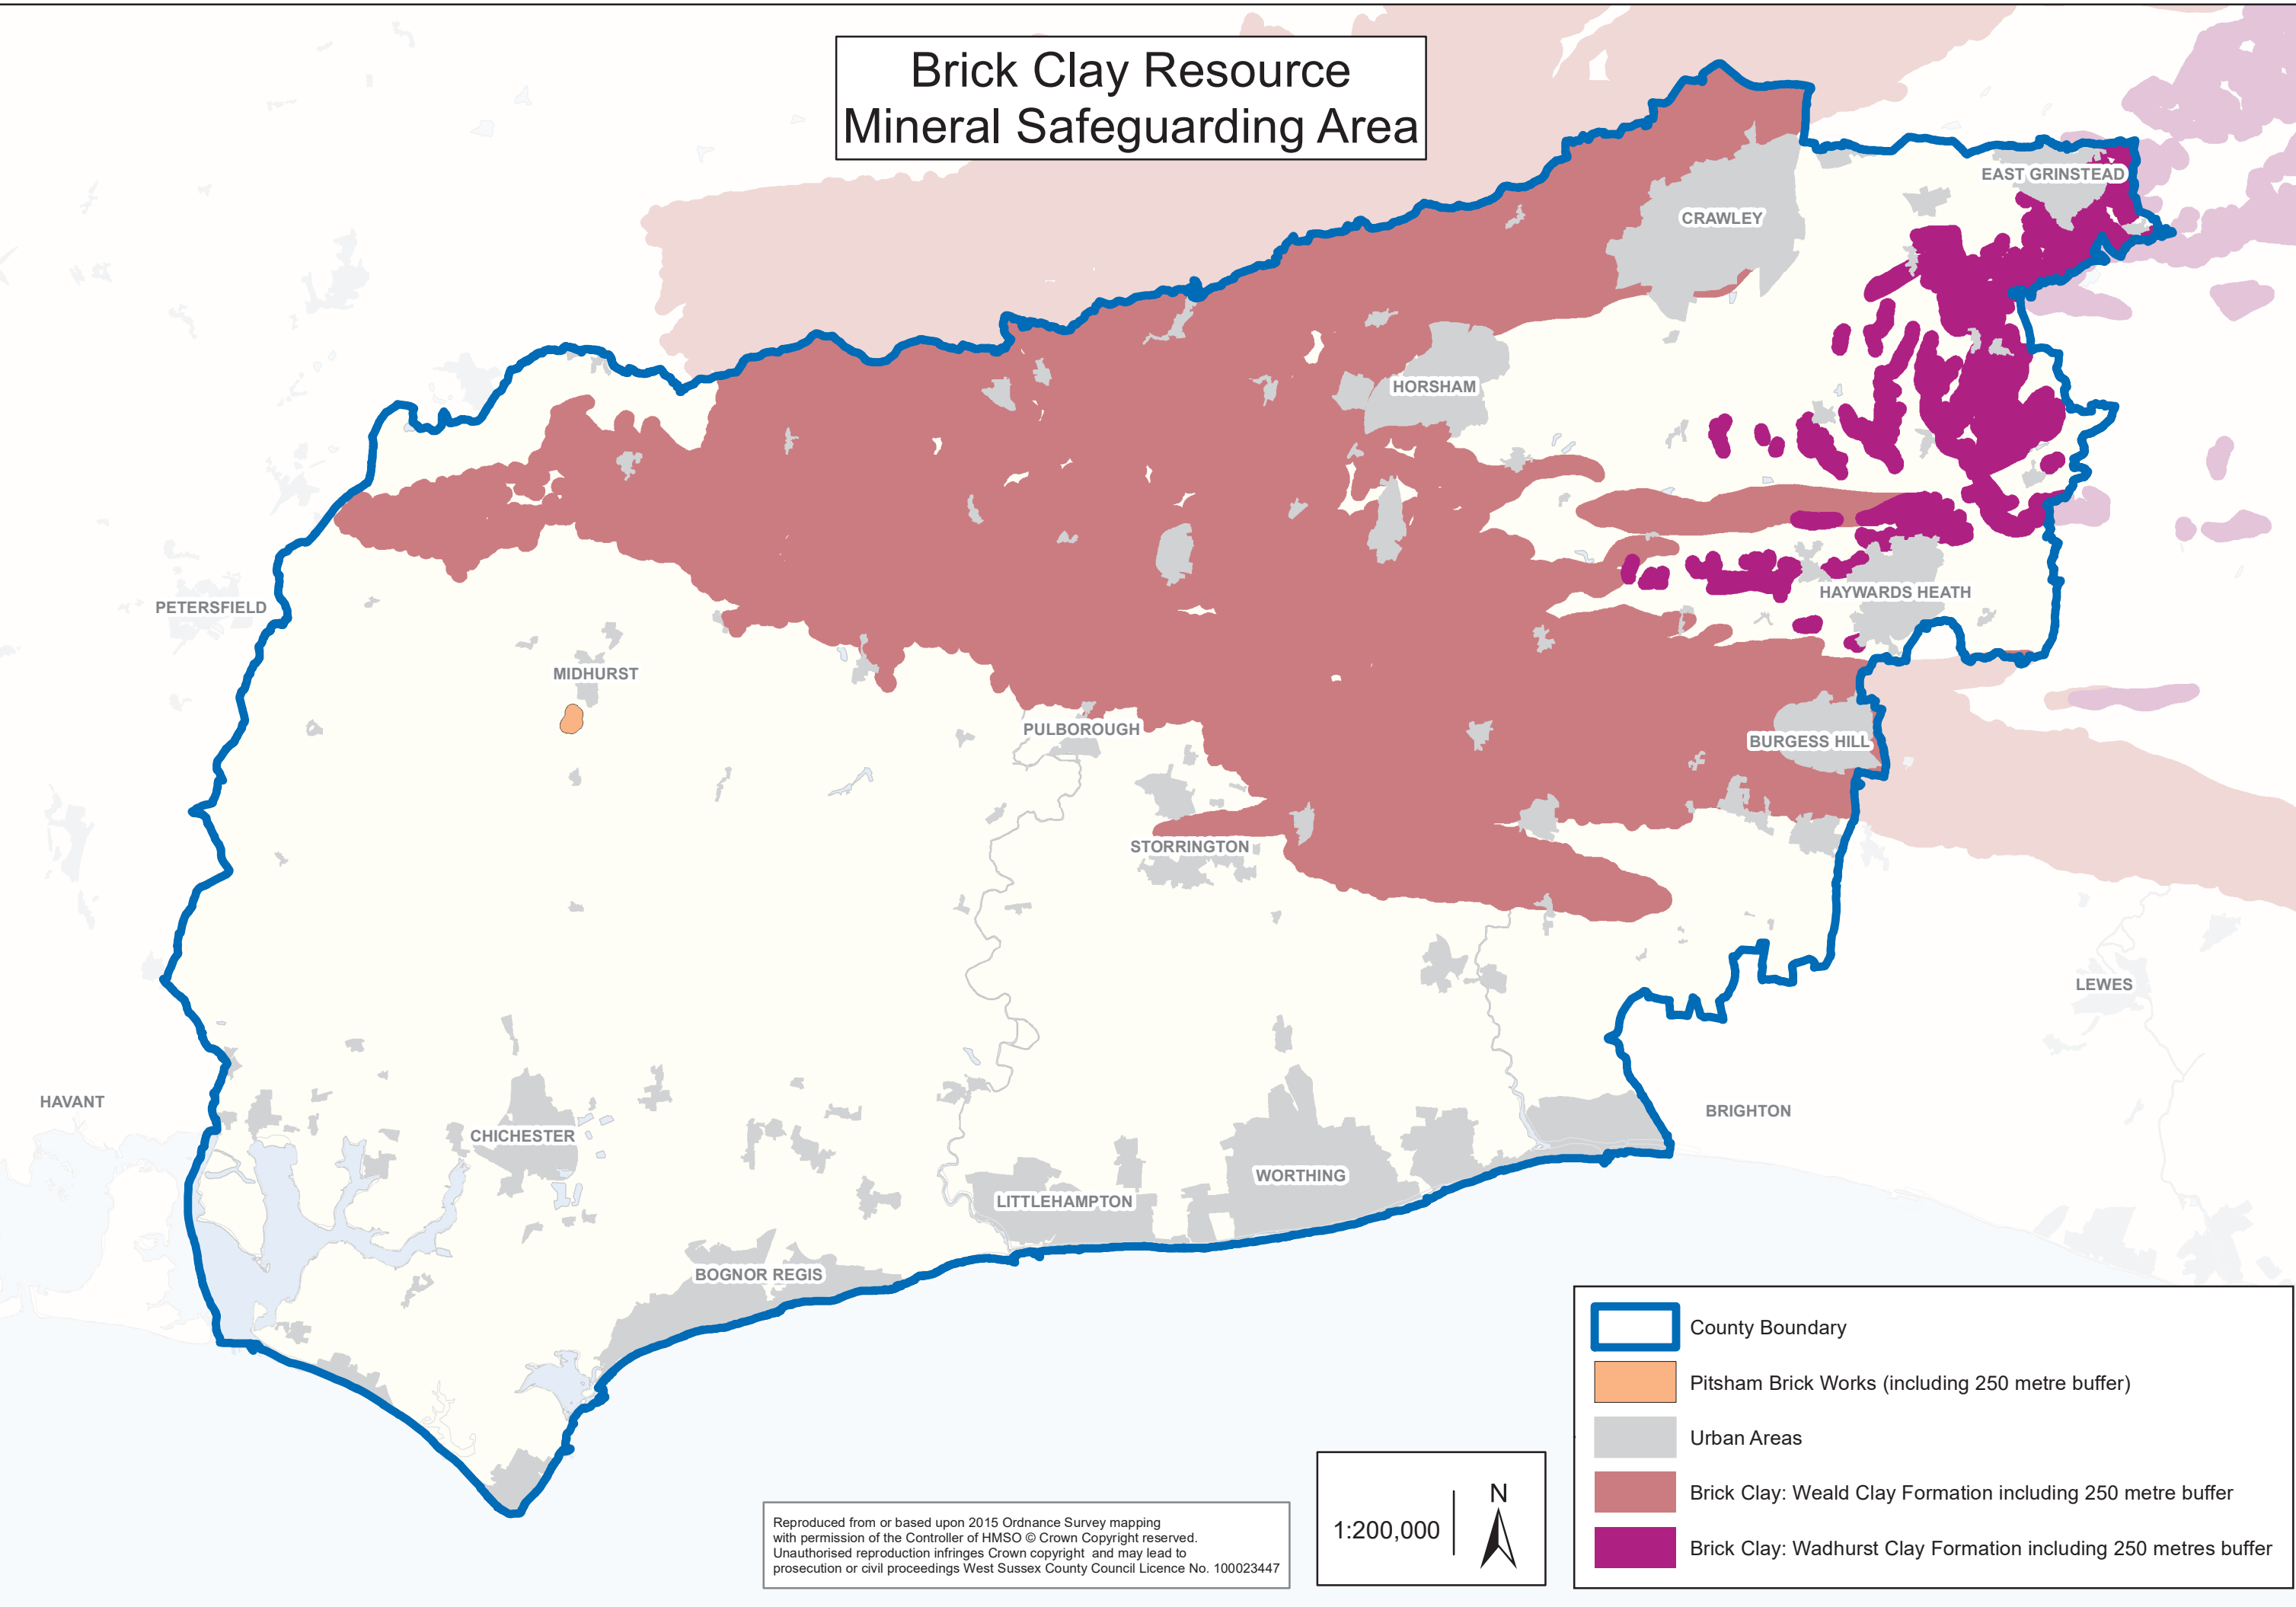 Brick Clay Resource
Mineral Safeguarding Area
EAST GRINSTEAD
CRAWLEY
HORSHAM
HAYWARDS HEATH
PETERSFIELD
MIDHURST
PULBOROUGH
BURGESS HILL
STORRINGTON
LEWES
HAVANT
BRIGHTON
CHICHESTER
WORTHING
LITTLEHAMPTON
BOGNOR REGIS
County Boundary
Pitsham Brick Works (including 250 metre buffer)
Urban Areas
Brick Clay: Weald Clay Formation including 250 metre buffer
Brick Clay: Wadhurst Clay Formation including 250 metres buffer
N
1:200,000
Reproduced from or based upon 2015 Ordnance Survey mapping
with permission of the Controller of HMSO © Crown Copyright reserved.
Unauthorised reproduction infringes Crown copyright and may lead to
prosecution or civil proceedings West Sussex County Council Licence No. 100023447